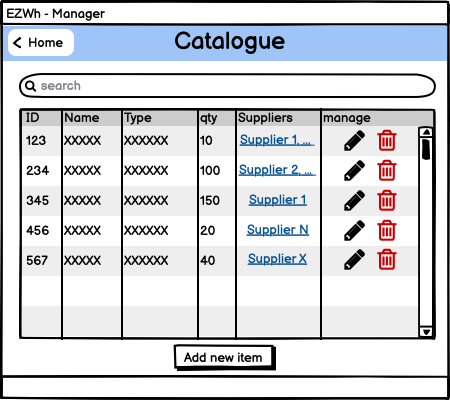 EZWh - Manager
Home
Catalogue
search
ID Name Type qty Suppliers manage
123 XXXXX XXXXXX 10 Supplier 1, ...
234 XXXXX XXXXXX 100 Supplier 2, ...
345 XXXXX XXXXXX 150 Supplier 1
456 XXXXX XXXXXX 20 Supplier N
567 XXXXX XXXXXX 40 Supplier X
Add new item